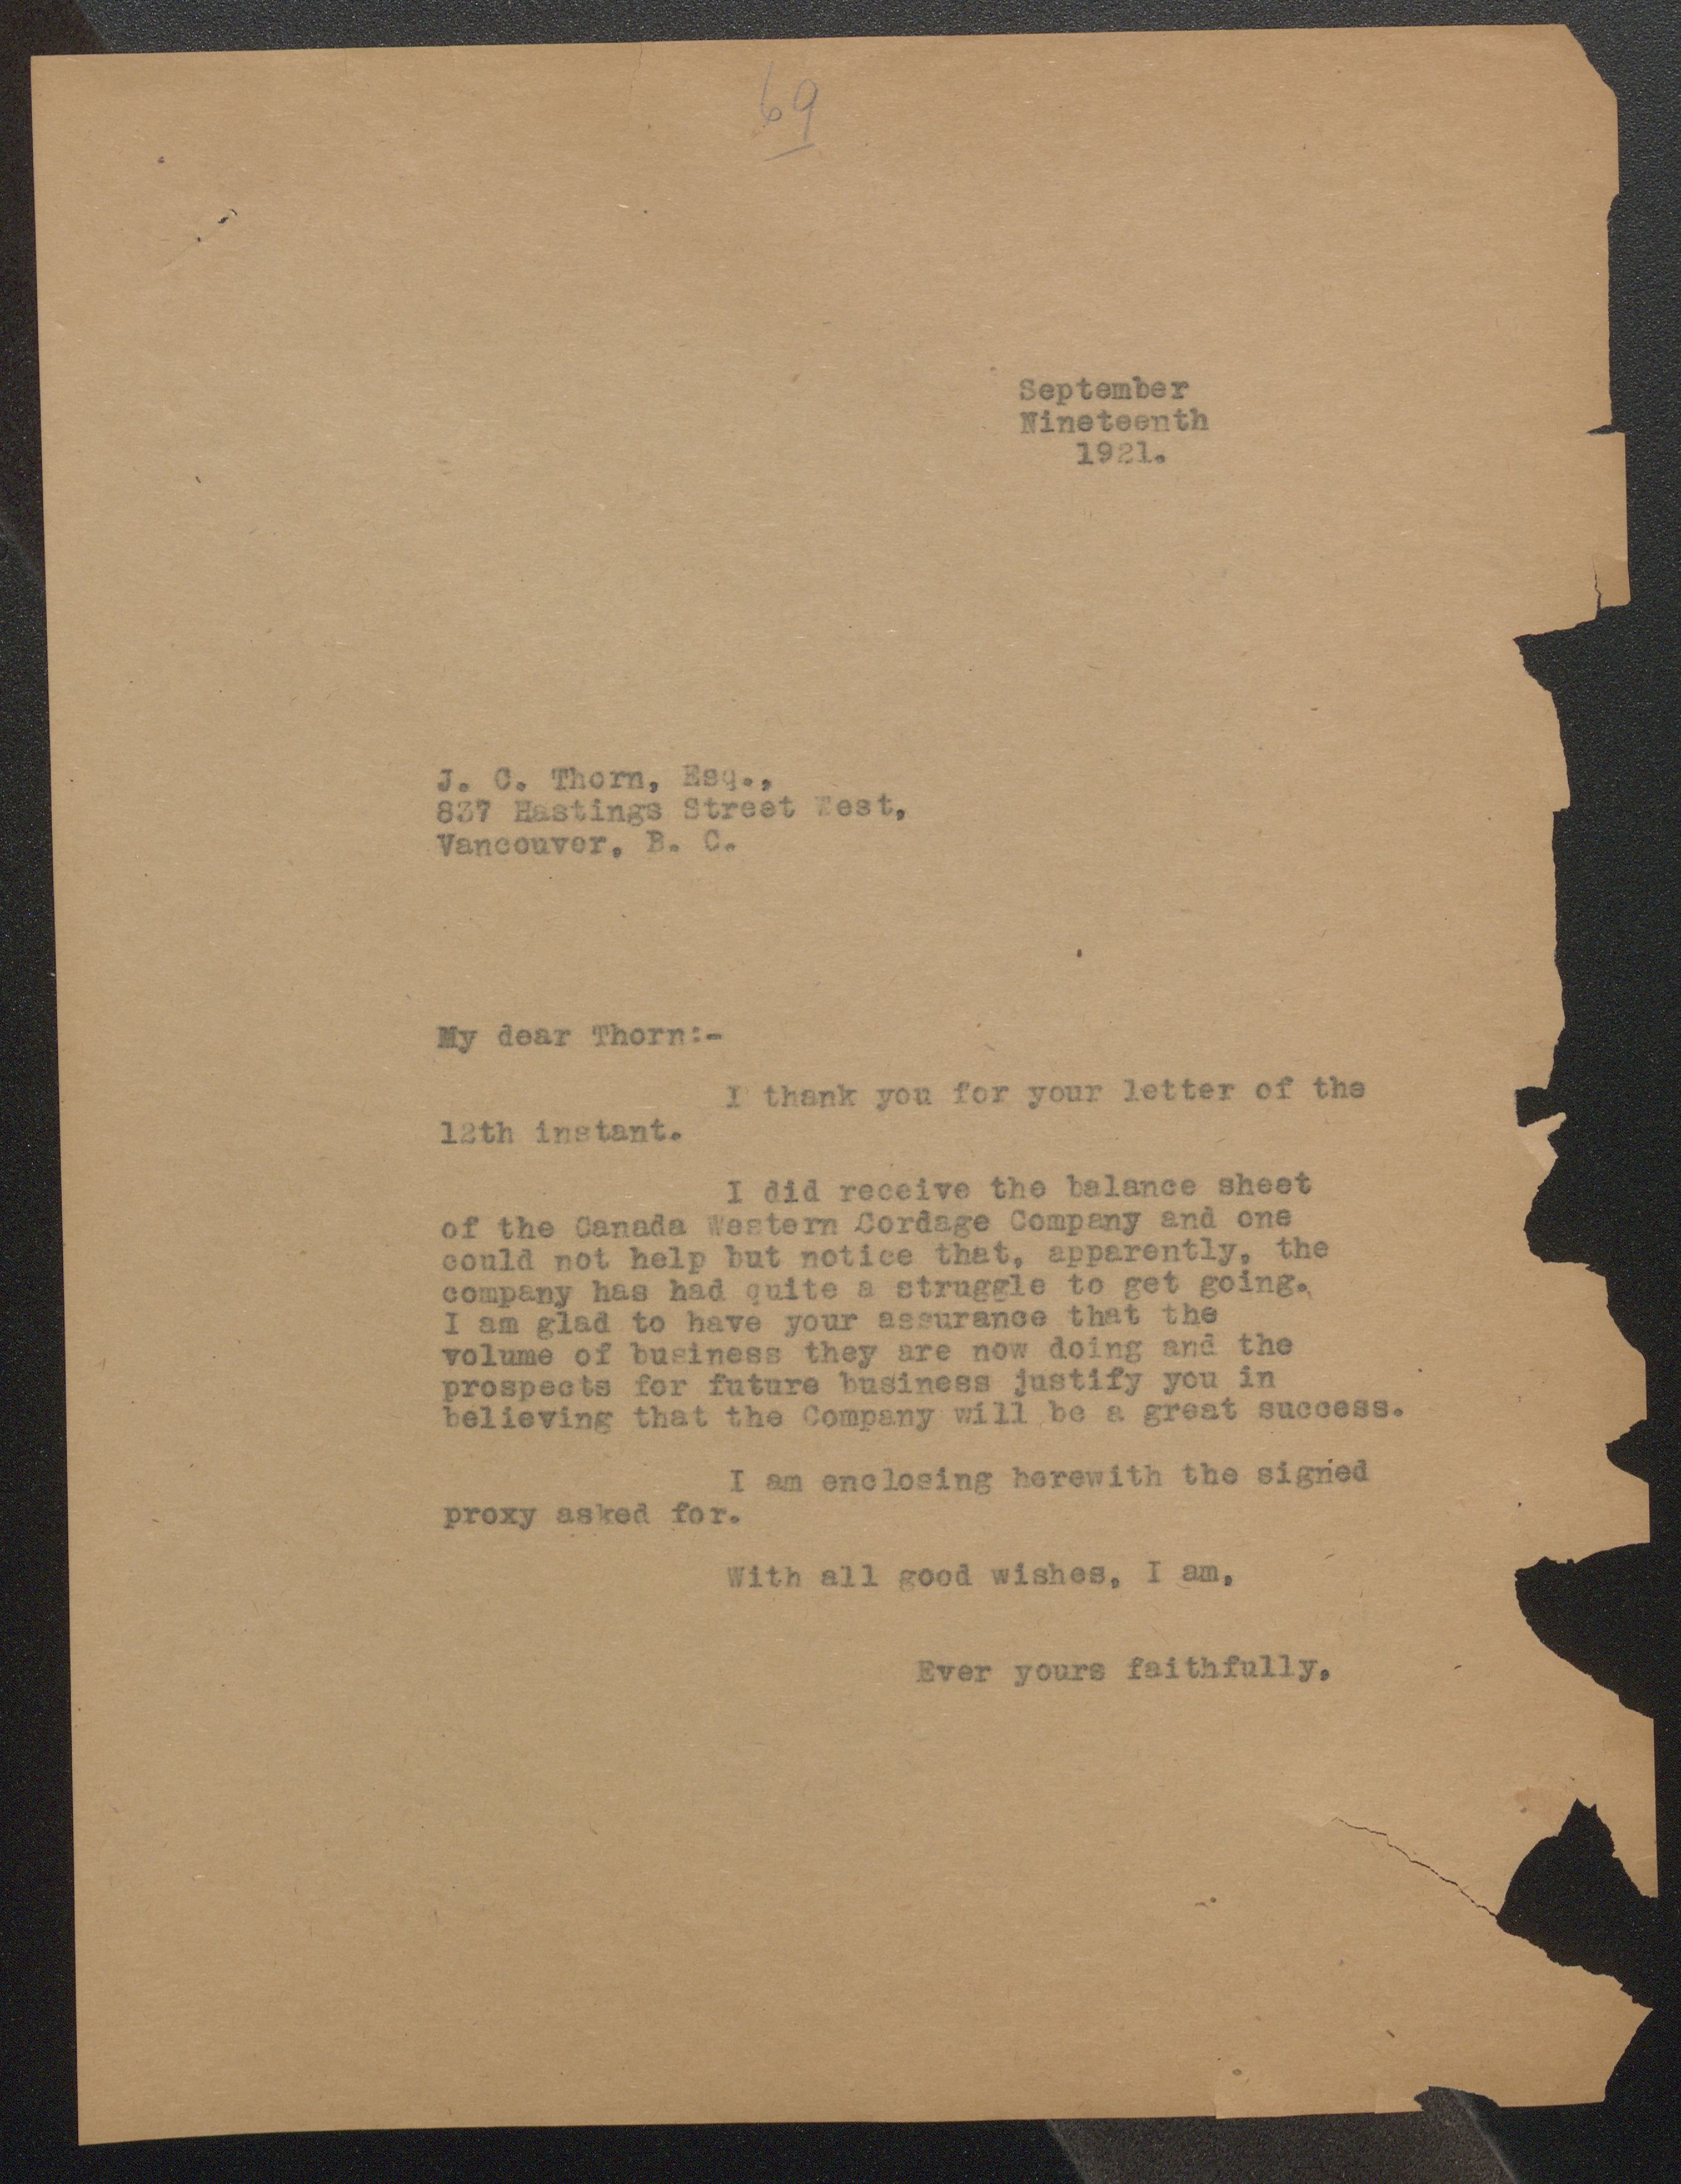 69
September
Nineteenth
1921.
J. C. Thorn, Esq.,
837 Hastings Street West,
Vancouver, B. C.
My dear Thorn:-
I thank you for your letter of the
12th instant.
I did receive the balance sheet
of the Canada Western Cordage Company and one
could not help but notice that, apparently, the
company has had quite a struggle to get going.
I am glad to have your assurance that the
volume of business they are now doing and the
prospects for future business justify you in
believing that the Company will be a great success.
I am enclosing herewith the signed
proxy asked for.
With all good wishes, I am,
Ever yours faithfully,